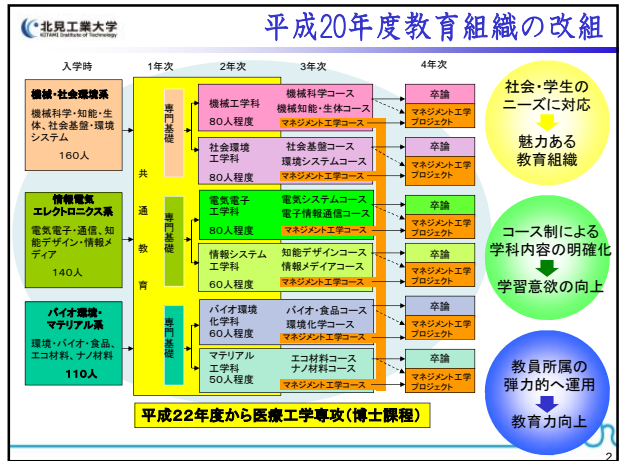 北見工業大学
KITAMI Institute of Technology
平成20年度教育組織の改組
入学時
1年次
2年次
3年次
4年次
機械・社会環境系
機械科学・知能・生
体、社会基盤・環境
システム
160人
情報電気
エレクトロニクス系
電気電子・通信、知
能デザイン・情報メ
ディア
140人
バイオ環境・
マテリアル系
環境・バイオ・食品、
エコ材料、ナノ材料
110人
共
通
教
育
専門基礎
専門基礎
専門基礎
機械工学科
80人程度
機械科学コース
機械知能・生体コース
マネジメント工学コース
卒論
マネジメント工学
プロジェクト
社会環境
工学科
80人程度
社会基盤コース
環境システムコース
マネジメント工学コース
卒論
マネジメント工学
プロジェクト
電気電子
工学科
80人程度
電気システムコース
電子情報通信コース
マネジメント工学コース
卒論
マネジメント工学
プロジェクト
情報システム
工学科
60人程度
知能デザインコース
情報メデイアコース
マネジメント工学コース
卒論
マネジメント工学
プロジェクト
バイオ環境
化学科
60人程度
バイオ・食品コース
環境化学コース
マネジメント工学コース
卒論
マネジメント工学
プロジェクト
マテリアル
工学科
50人程度
エコ材料コース
ナノ材料コース
マネジメント工学コース
卒論
マネジメント工学
プロジェクト
平成22年度から医療工学専攻(博士課程)
社会・学生の
ニーズに対応
魅力ある
教育組織
コース制による
学科内容の明確化
学習意欲の向上
教員所属の
弾力的へ運用
教育力向上
2